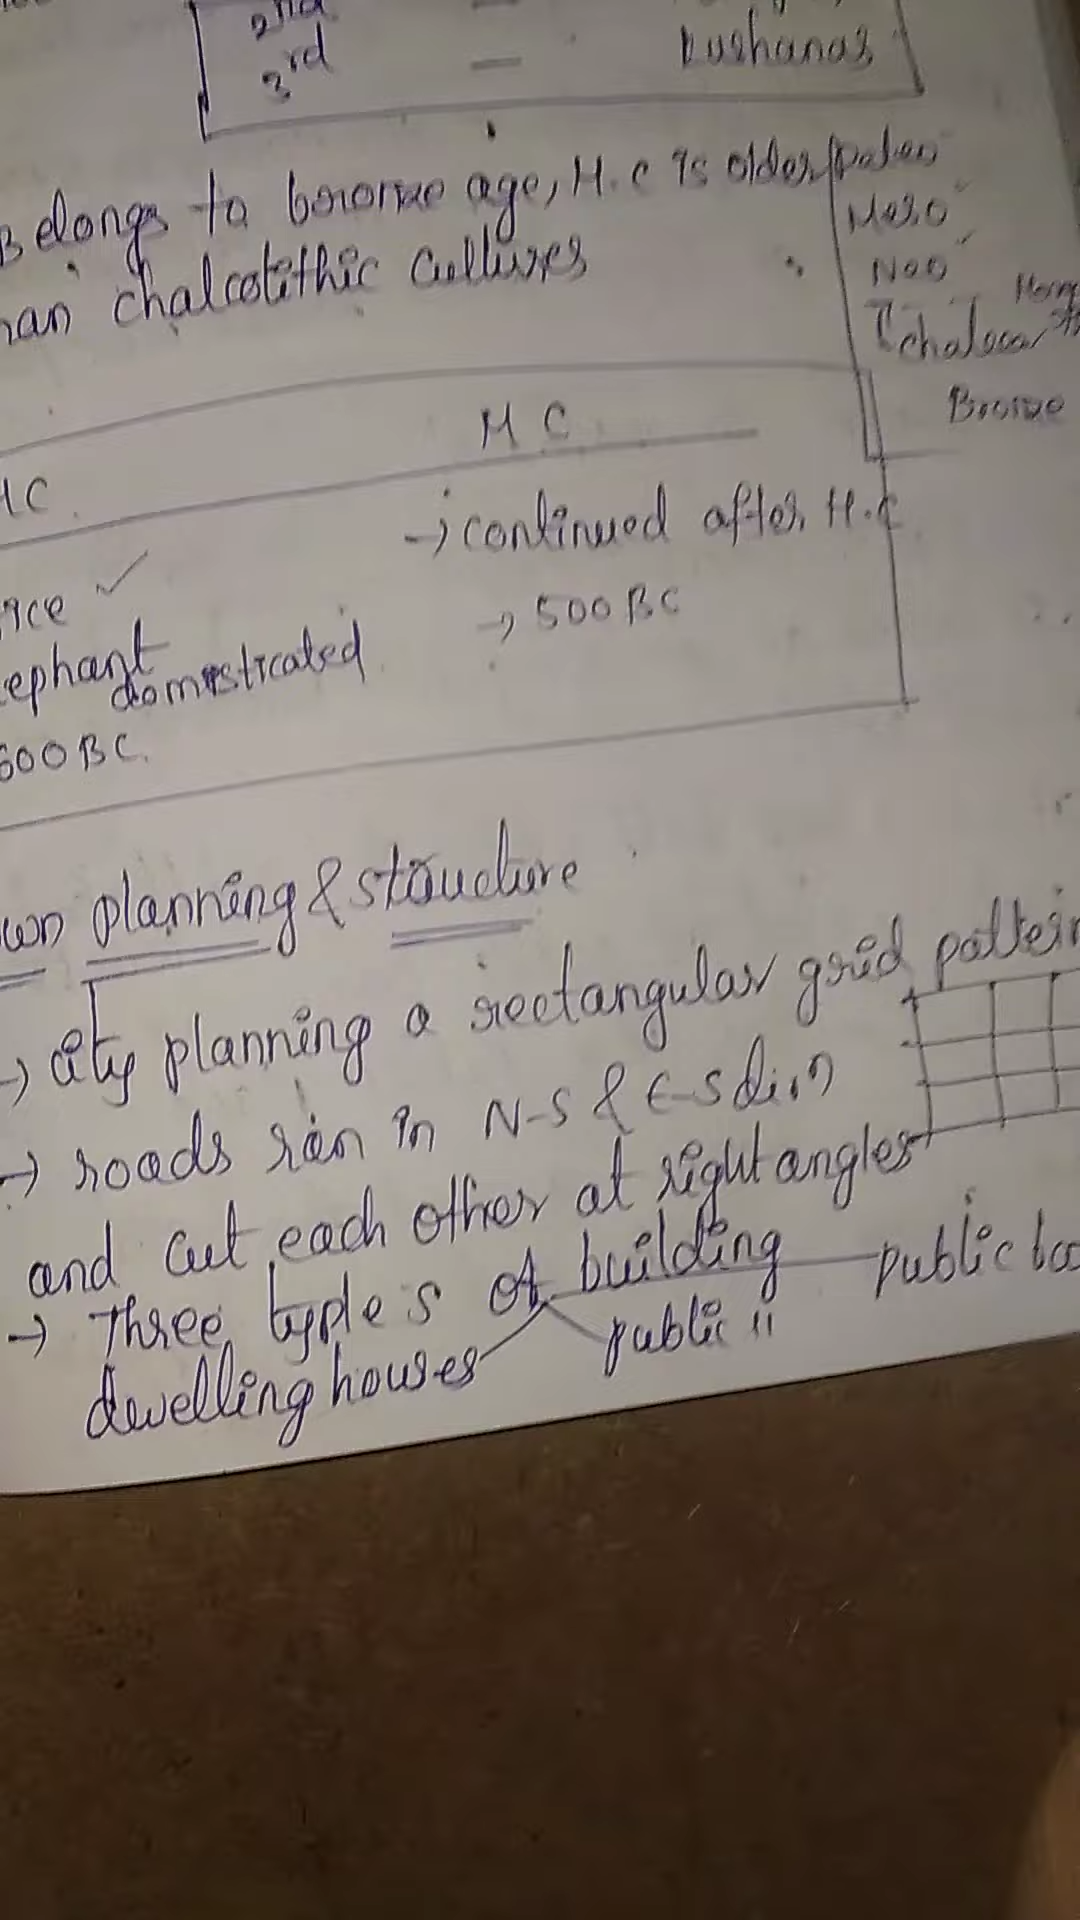 2nd —
3rd — Kushanas
Belongs to bronze age, H.C is older
than chalcolithic Cultures
Paleo
Meso
Neo
chalco
Bronze
HC
M C
→ continued after H.C
→ 500 BC
rice ✓
elephant domisticated
500 BC.
Town planning & structure
→ city planning a rectangular grid pattern
→ roads ran in N-S & E-S dirn
and cut each other at right angles
→ Three types of building public
dwelling houses public "